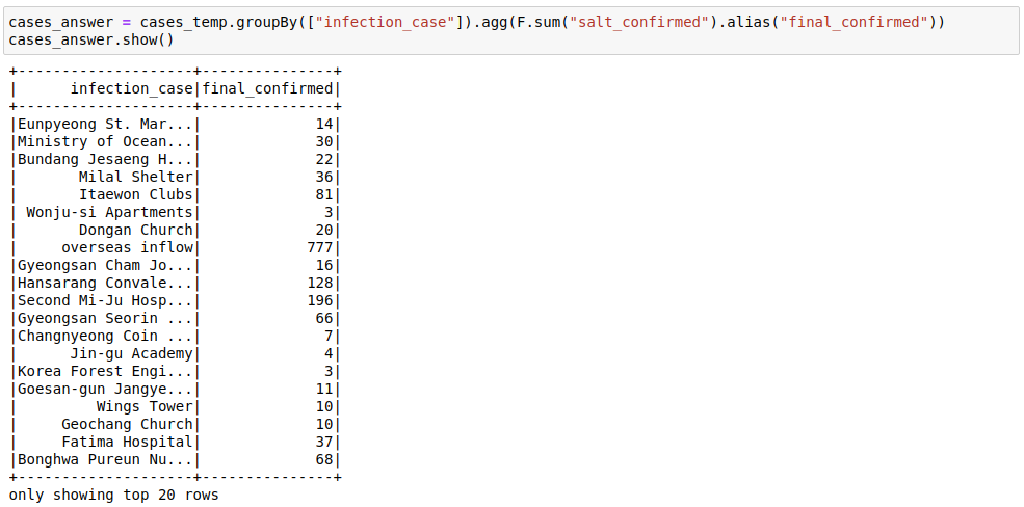 cases_answer = cases_temp.groupBy(["infection_case"]).agg(F.sum("salt_confirmed").alias("final_confirmed"))
cases_answer.show()
+--------------------+---------------+
|      infection_case|final_confirmed|
+--------------------+---------------+
|Eunpyeong St. Mar...|             14|
|Ministry of Ocean...|             30|
|Bundang Jesaeng H...|             22|
|       Milal Shelter|             36|
|       Itaewon Clubs|             81|
| Wonju-si Apartments|              3|
|       Dongan Church|             20|
|     overseas inflow|            777|
|Gyeongsan Cham Jo...|             16|
|Hansarang Convale...|            128|
|Second Mi-Ju Hosp...|            196|
|Gyeongsan Seorin ...|             66|
|Changnyeong Coin ...|              7|
|      Jin-gu Academy|              4|
|Korea Forest Engi...|              3|
|Goesan-gun Jangye...|             11|
|         Wings Tower|             10|
|     Geochang Church|             10|
|     Fatima Hospital|             37|
|Bonghwa Pureun Nu...|             68|
+--------------------+---------------+
only showing top 20 rows